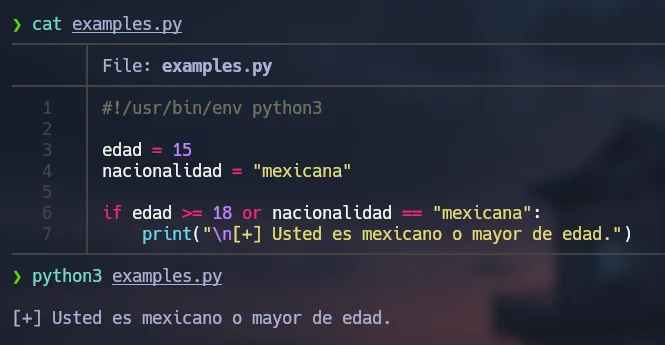 ❯ cat examples.py
File: examples.py
1 #!/usr/bin/env python3
2
3 edad = 15
4 nacionalidad = "mexicana"
5
6 if edad >= 18 or nacionalidad == "mexicana":
7     print("\n[+] Usted es mexicano o mayor de edad.")
❯ python3 examples.py
[+] Usted es mexicano o mayor de edad.